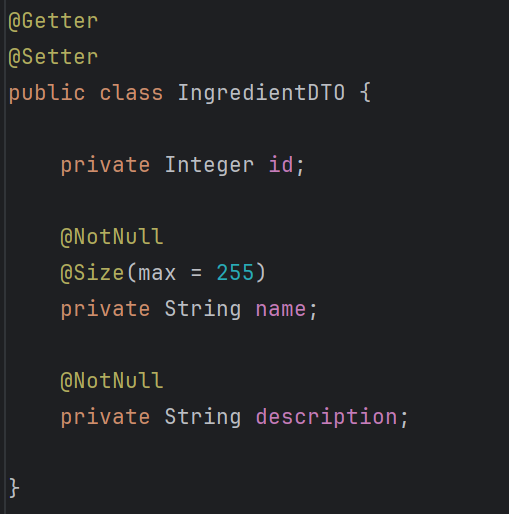 @Getter
@Setter
public class IngredientDTO {
private Integer id;
@NotNull
@Size(max = 255)
private String name;
@NotNull
private String description;
}